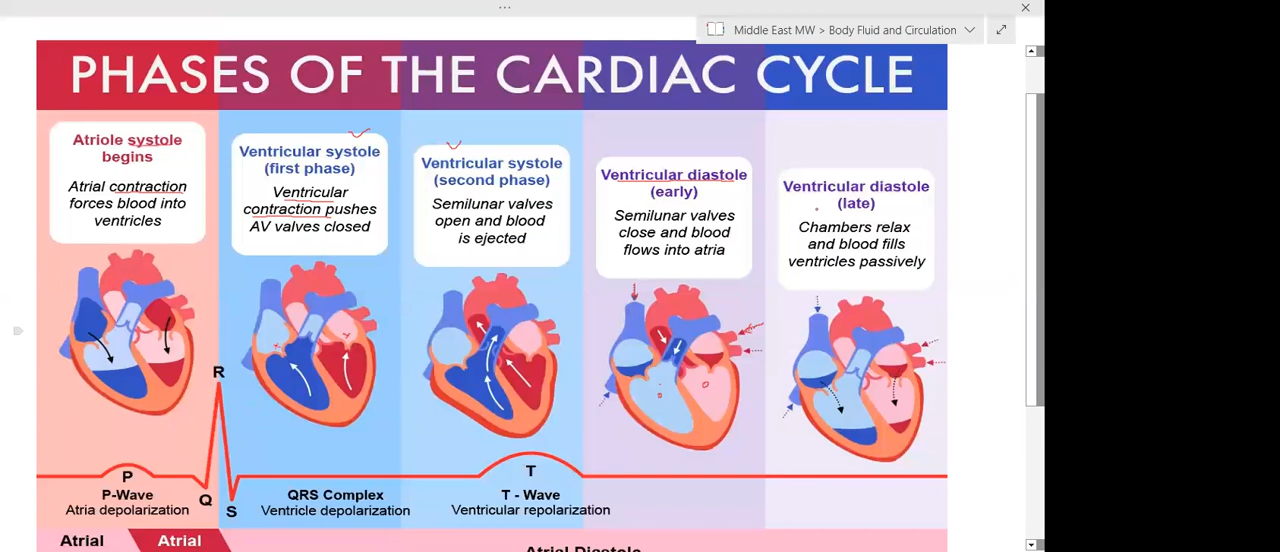 Middle East MW > Body Fluid and Circulation
PHASES OF THE CARDIAC CYCLE
Atriole systole
begins
Atrial contraction
forces blood into
ventricles
Ventricular systole
(first phase)
Ventricular
contraction pushes
AV valves closed
Ventricular systole
(second phase)
Semilunar valves
open and blood
is ejected
Ventricular diastole
(early)
Semilunar valves
close and blood
flows into atria
Ventricular diastole
(late)
Chambers relax
and blood fills
ventricles passively
R
P
Q
S
T
P-Wave
Atria depolarization
QRS Complex
Ventricle depolarization
T - Wave
Ventricular repolarization
Atrial
Atrial
Atrial Diastole